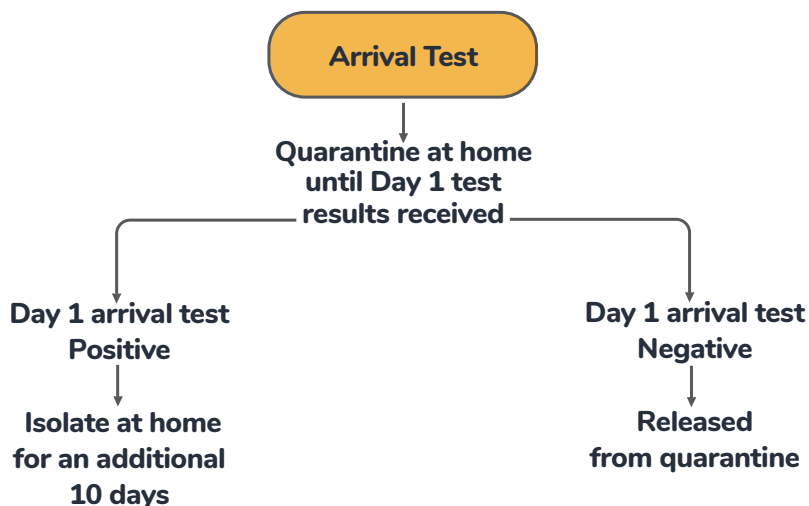 Arrival Test
Quarantine at home
until Day 1 test
results received
Day 1 arrival test
Positive
Isolate at home
for an additional
10 days
Day 1 arrival test
Negative
Released
from quarantine